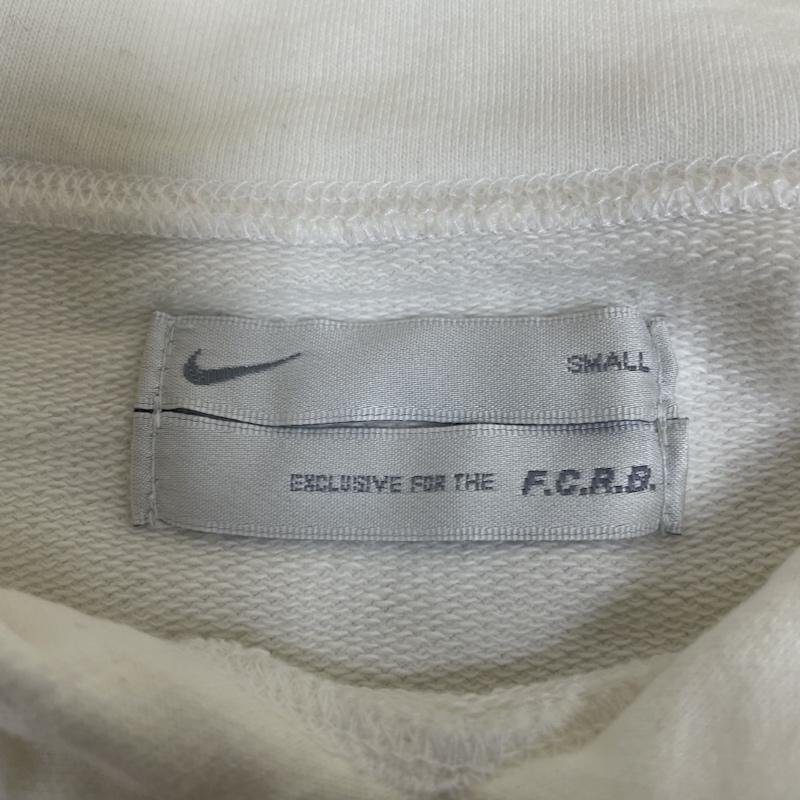 SMALL
EXCLUSIVE FOR THE F.C.R.B.